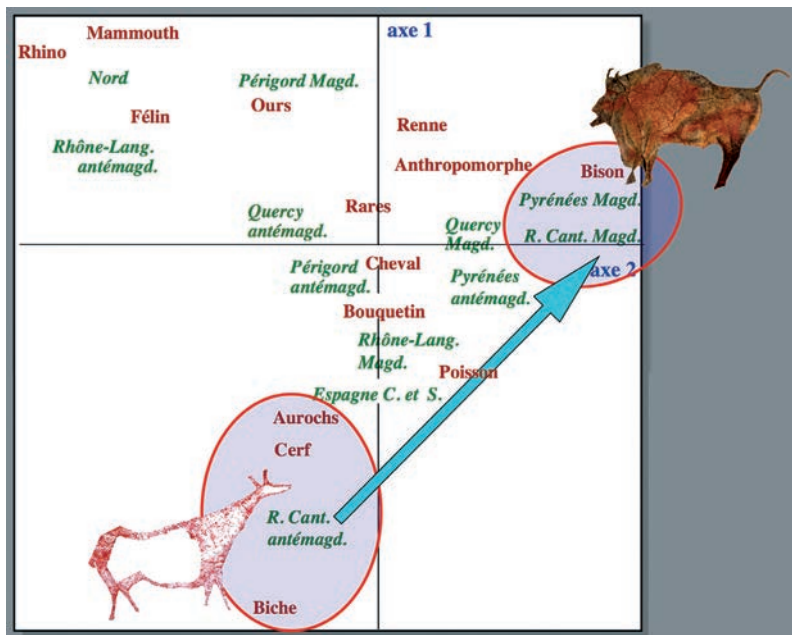 Mammouth
axe 1
Rhino
Nord
Périgord Magd.
Ours
Félin
Renne
Rhône-Lang.
antémagd.
Anthropomorphe
Bison
Pyrénées Magd.
Rares
Quercy
antémagd.
Quercy
Magd.
R. Cant. Magd.
Cheval
Périgord
antémagd.
axe 2
Pyrénées
antémagd.
Bouquetin
Rhône-Lang.
Magd.
Poisson
Espagne C. et S.
Aurochs
Cerf
R. Cant.
antémagd.
Biche